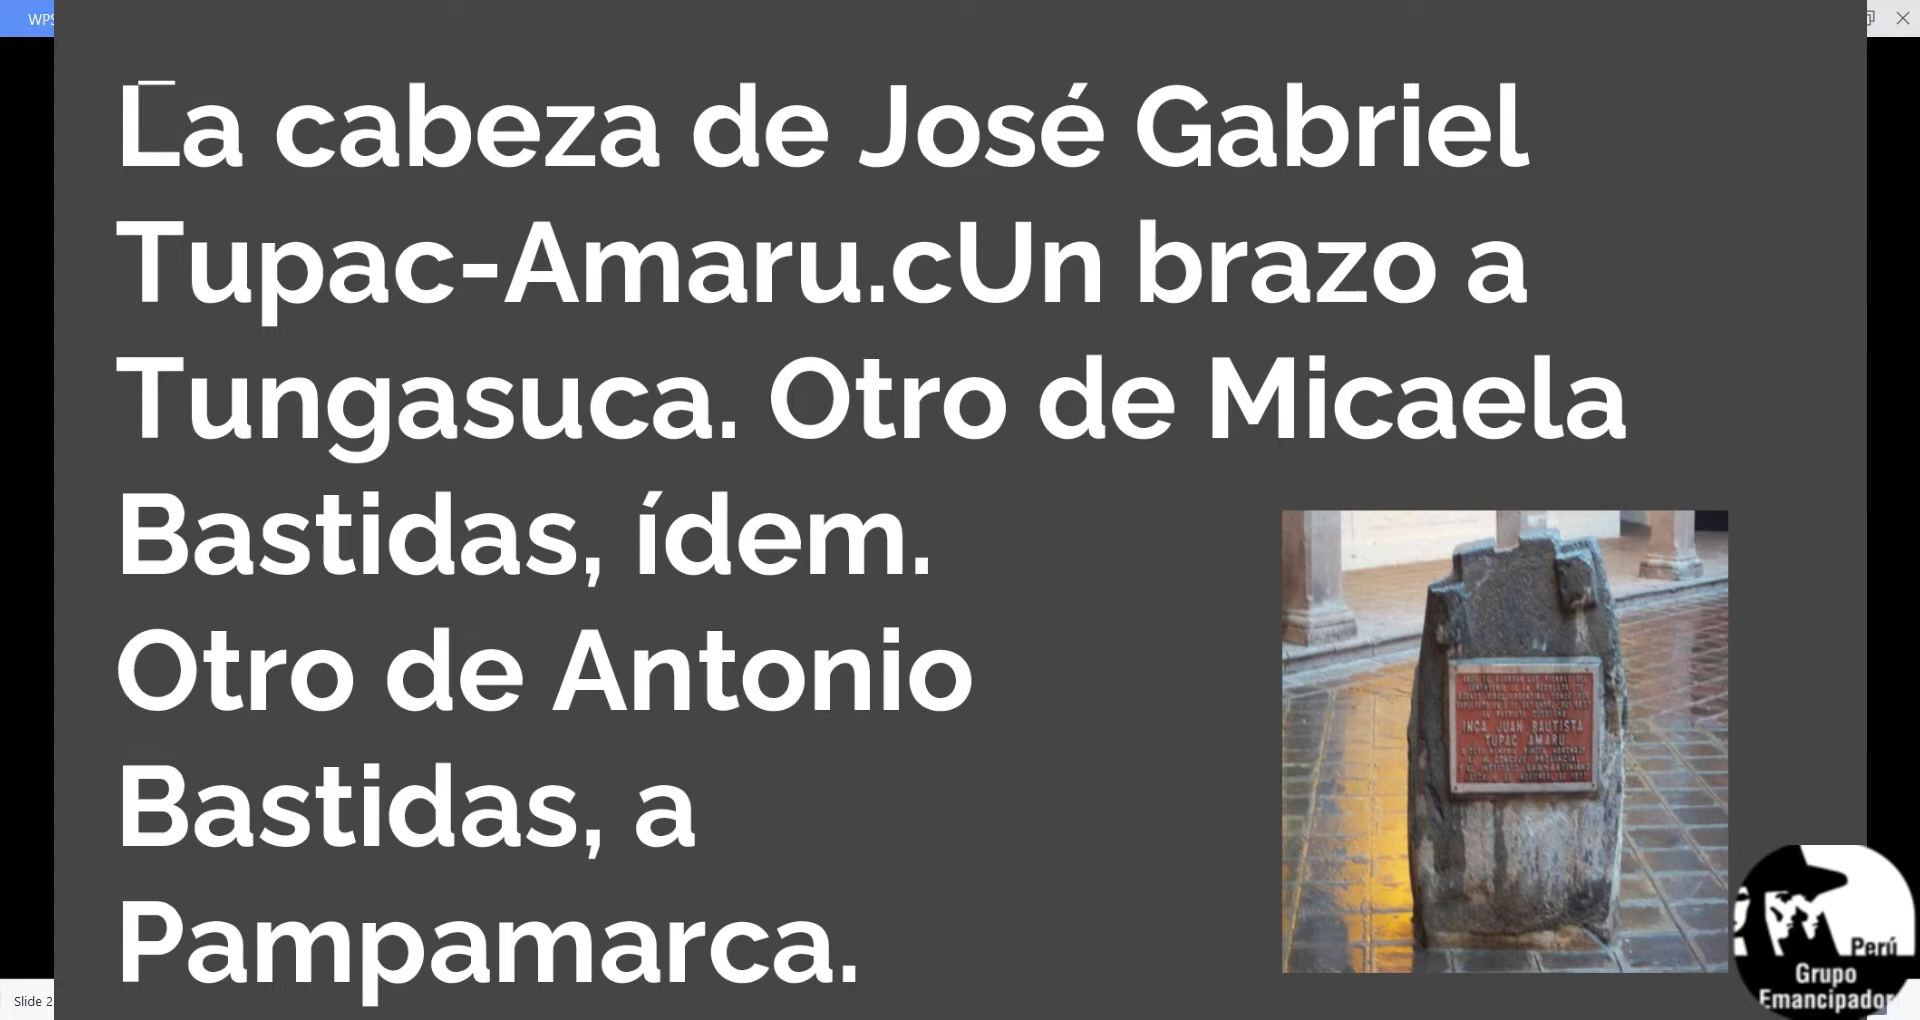 WPS
La cabeza de José Gabriel
Tupac-Amaru.cUn brazo a
Tungasuca. Otro de Micaela
Bastidas, ídem.
Otro de Antonio
Bastidas, a
Pampamarca.
INCA JUAN BAUTISTA
TUPAC AMARU
Perú
Grupo
Emancipador
Slide 2